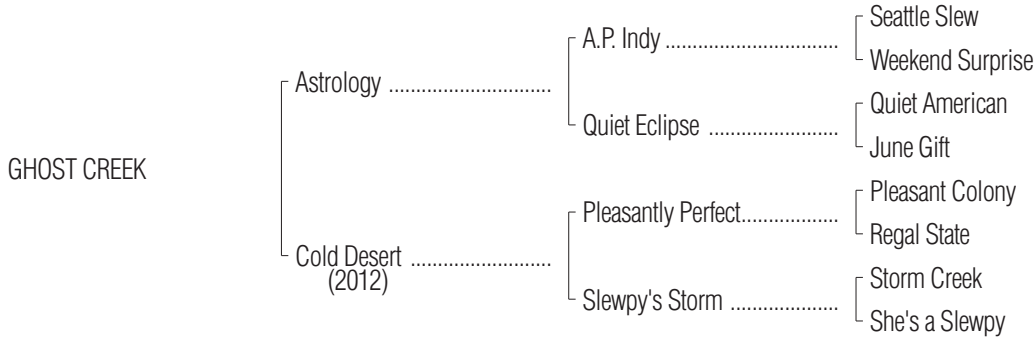 Seattle Slew
A.P. Indy ................................
Weekend Surprise
Astrology ..............................
Quiet American
Quiet Eclipse ........................
June Gift
GHOST CREEK
Pleasant Colony
Pleasantly Perfect..................
Regal State
Cold Desert ..........................
(2012)
Storm Creek
Slewpy's Storm ....................
She's a Slewpy